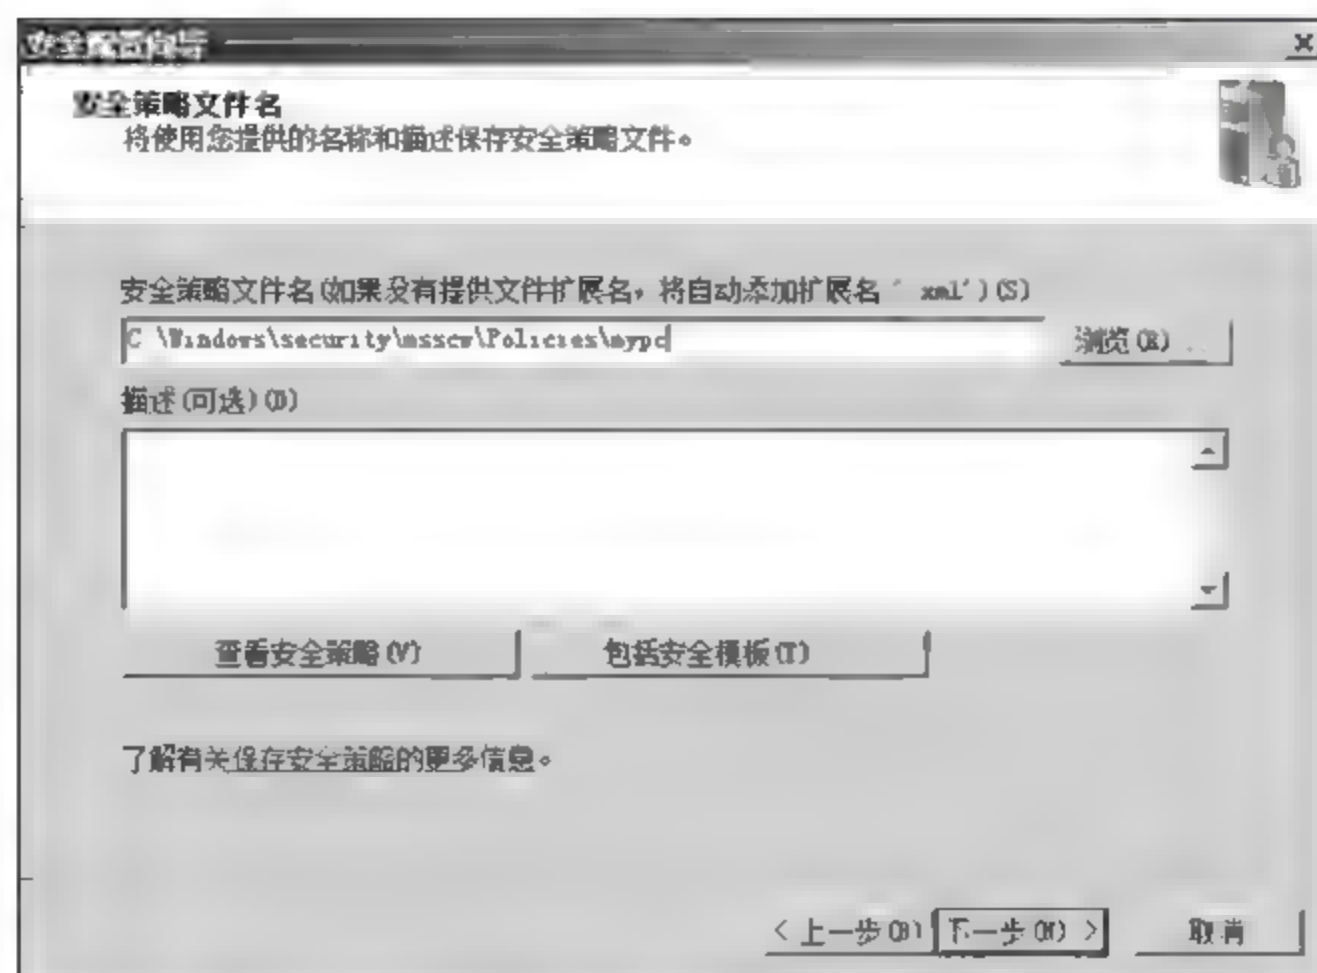 安全配置向导
安全策略文件名
将使用您提供的名称和描述保存安全策略文件。
安全策略文件名(如果没有提供文件扩展名，将自动添加扩展名 ' xml')(S)
C \Windows\security\msscw\Policies\mypc
浏览(R) ..
描述(可选)(D)
查看安全策略(V)
包括安全模板(T)
了解有关保存安全策略的更多信息。
< 上一步(B)
下一步(N) >
取消